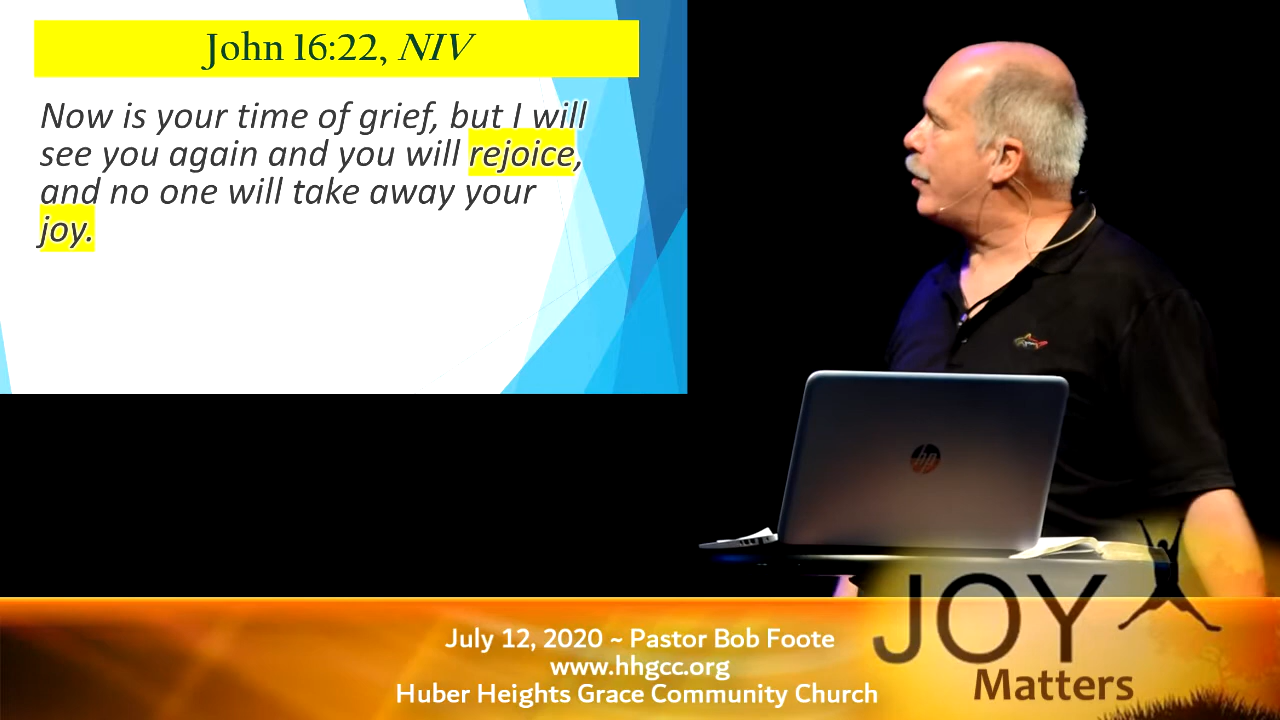 John 16:22, NIV
Now is your time of grief, but I will
see you again and you will rejoice,
and no one will take away your
joy.
hp
July 12, 2020 ~ Pastor Bob Foote
www.hhgcc.org
Huber Heights Grace Community Church
JOY
Matters